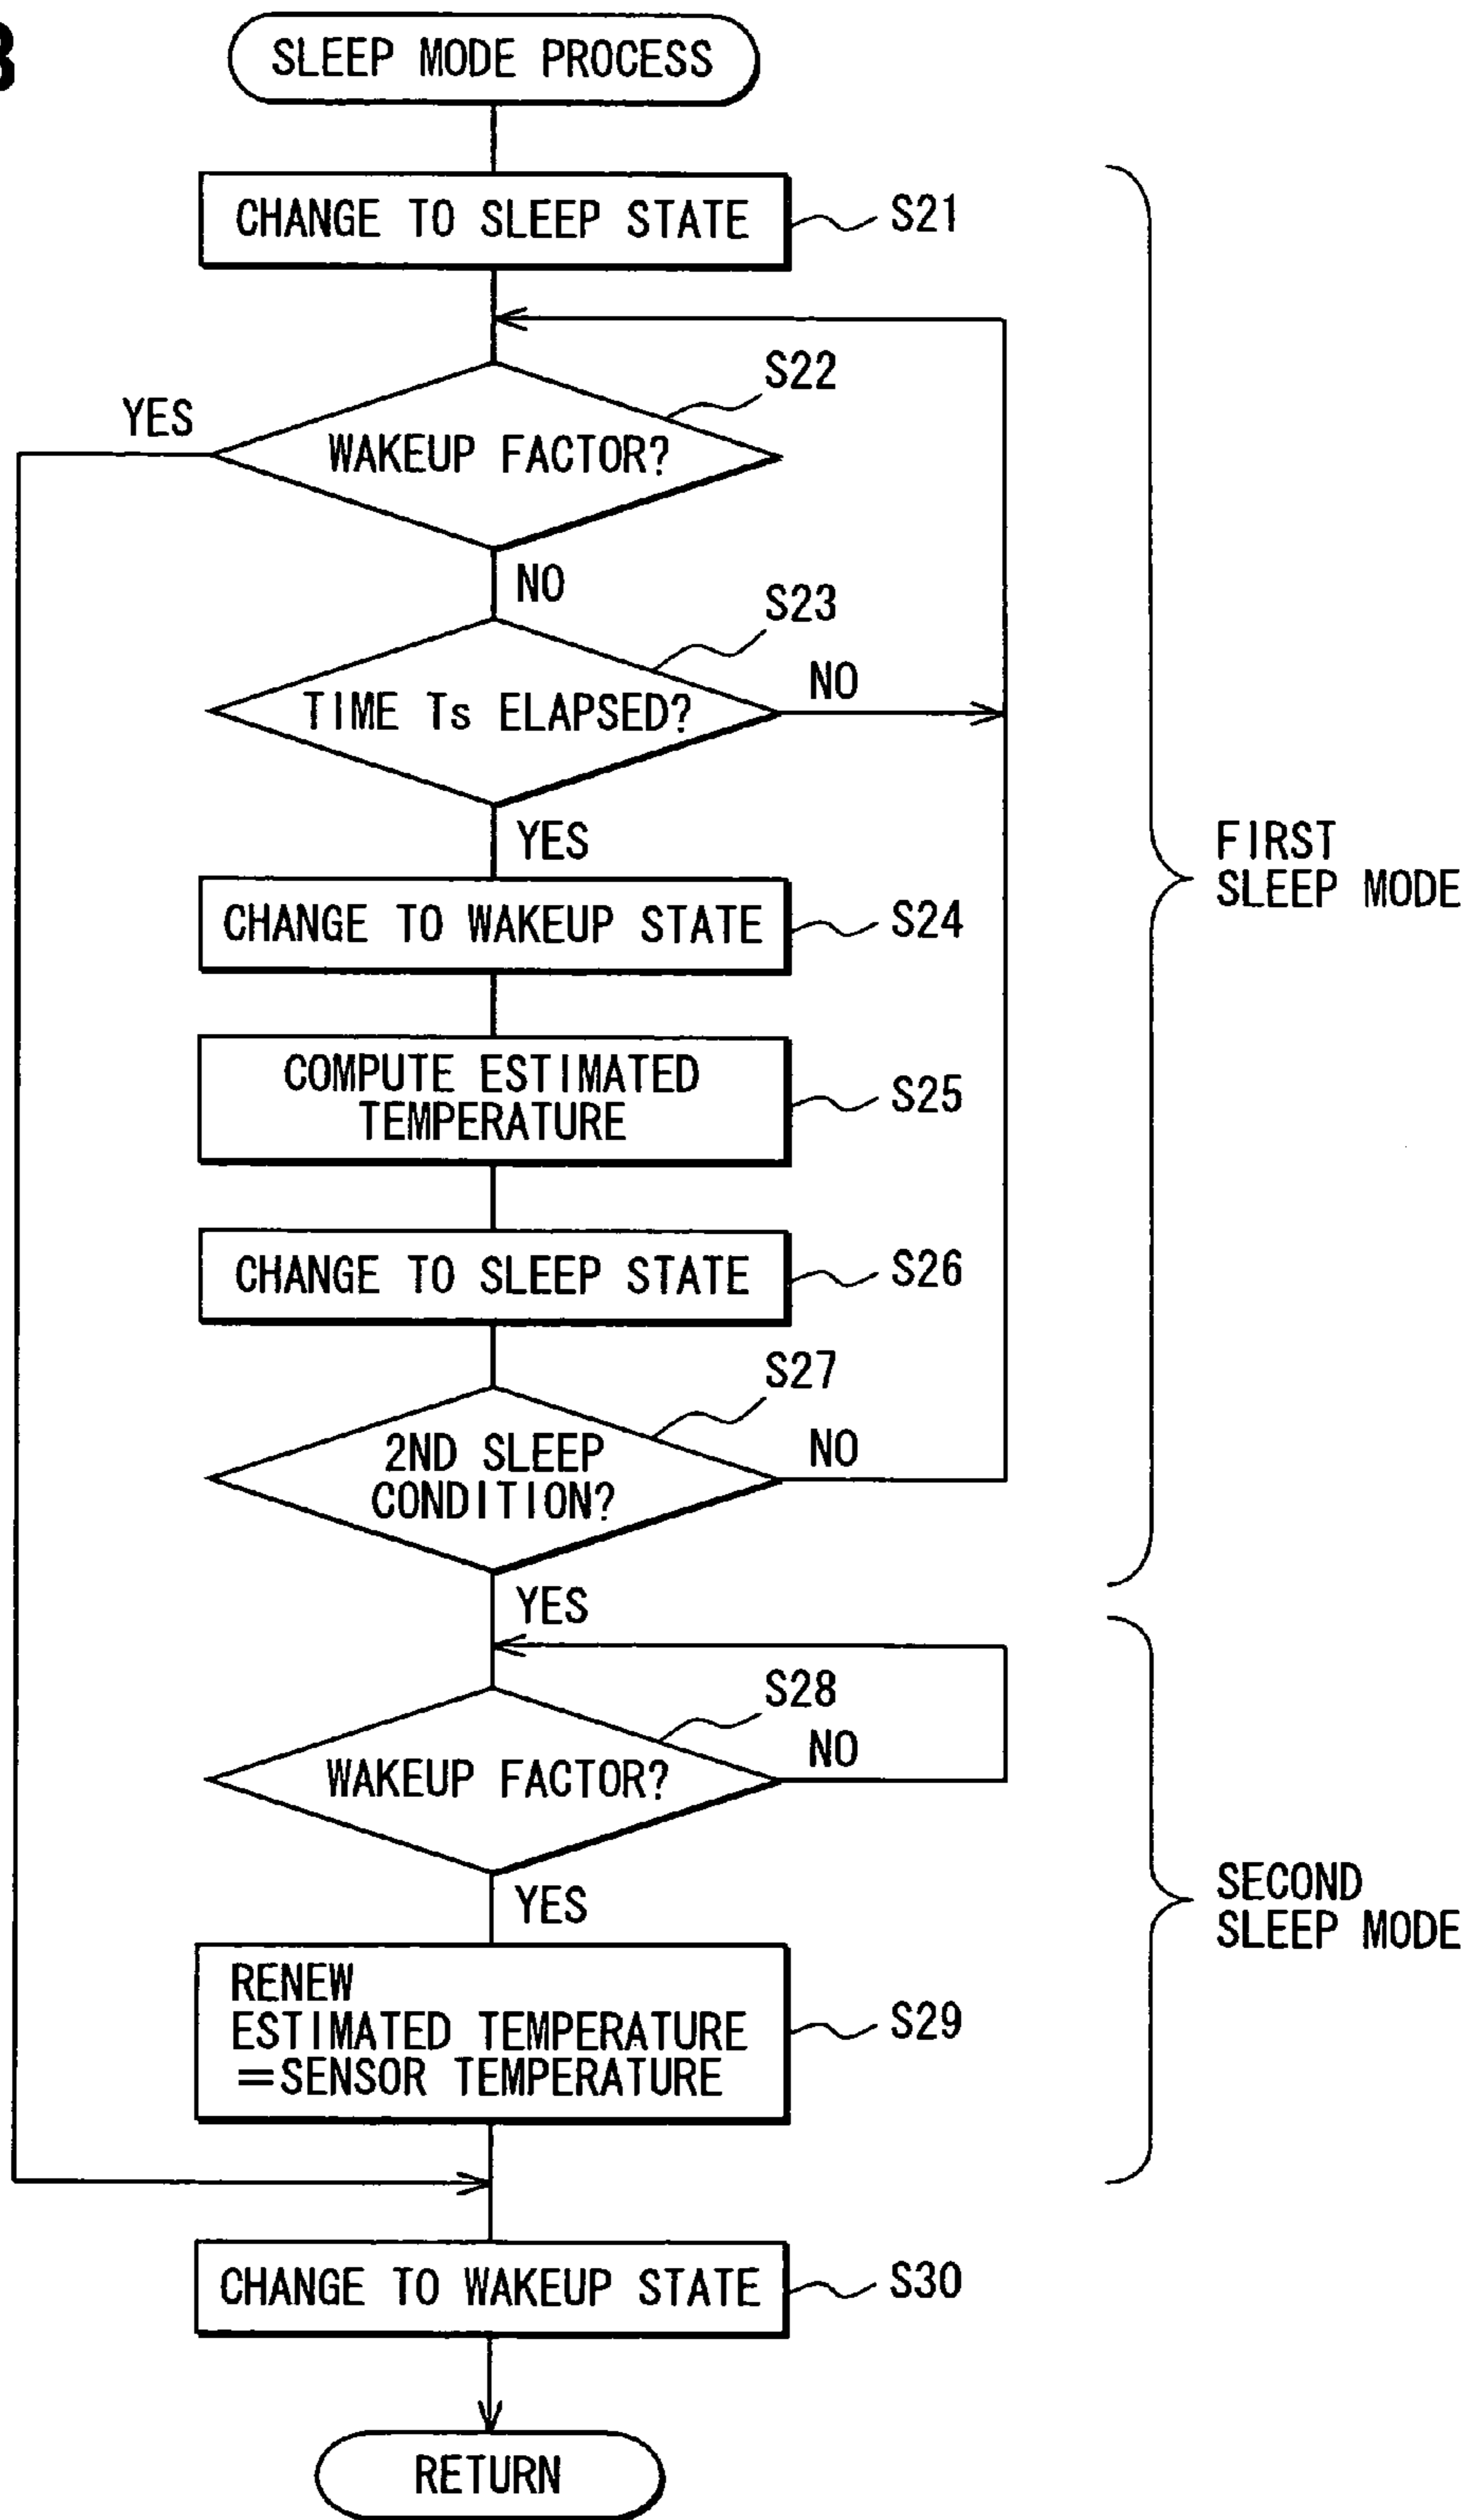 SLEEP MODE PROCESS
CHANGE TO SLEEP STATE
S21
S22
YES
WAKEUP FACTOR?
NO
S23
TIME Ts ELAPSED?
NO
YES
FIRST
SLEEP MODE
CHANGE TO WAKEUP STATE
S24
COMPUTE ESTIMATED
TEMPERATURE
S25
CHANGE TO SLEEP STATE
S26
S27
2ND SLEEP
CONDITION?
NO
YES
S28
WAKEUP FACTOR?
NO
YES
SECOND
SLEEP MODE
RENEW
ESTIMATED TEMPERATURE
=SENSOR TEMPERATURE
S29
CHANGE TO WAKEUP STATE
S30
RETURN